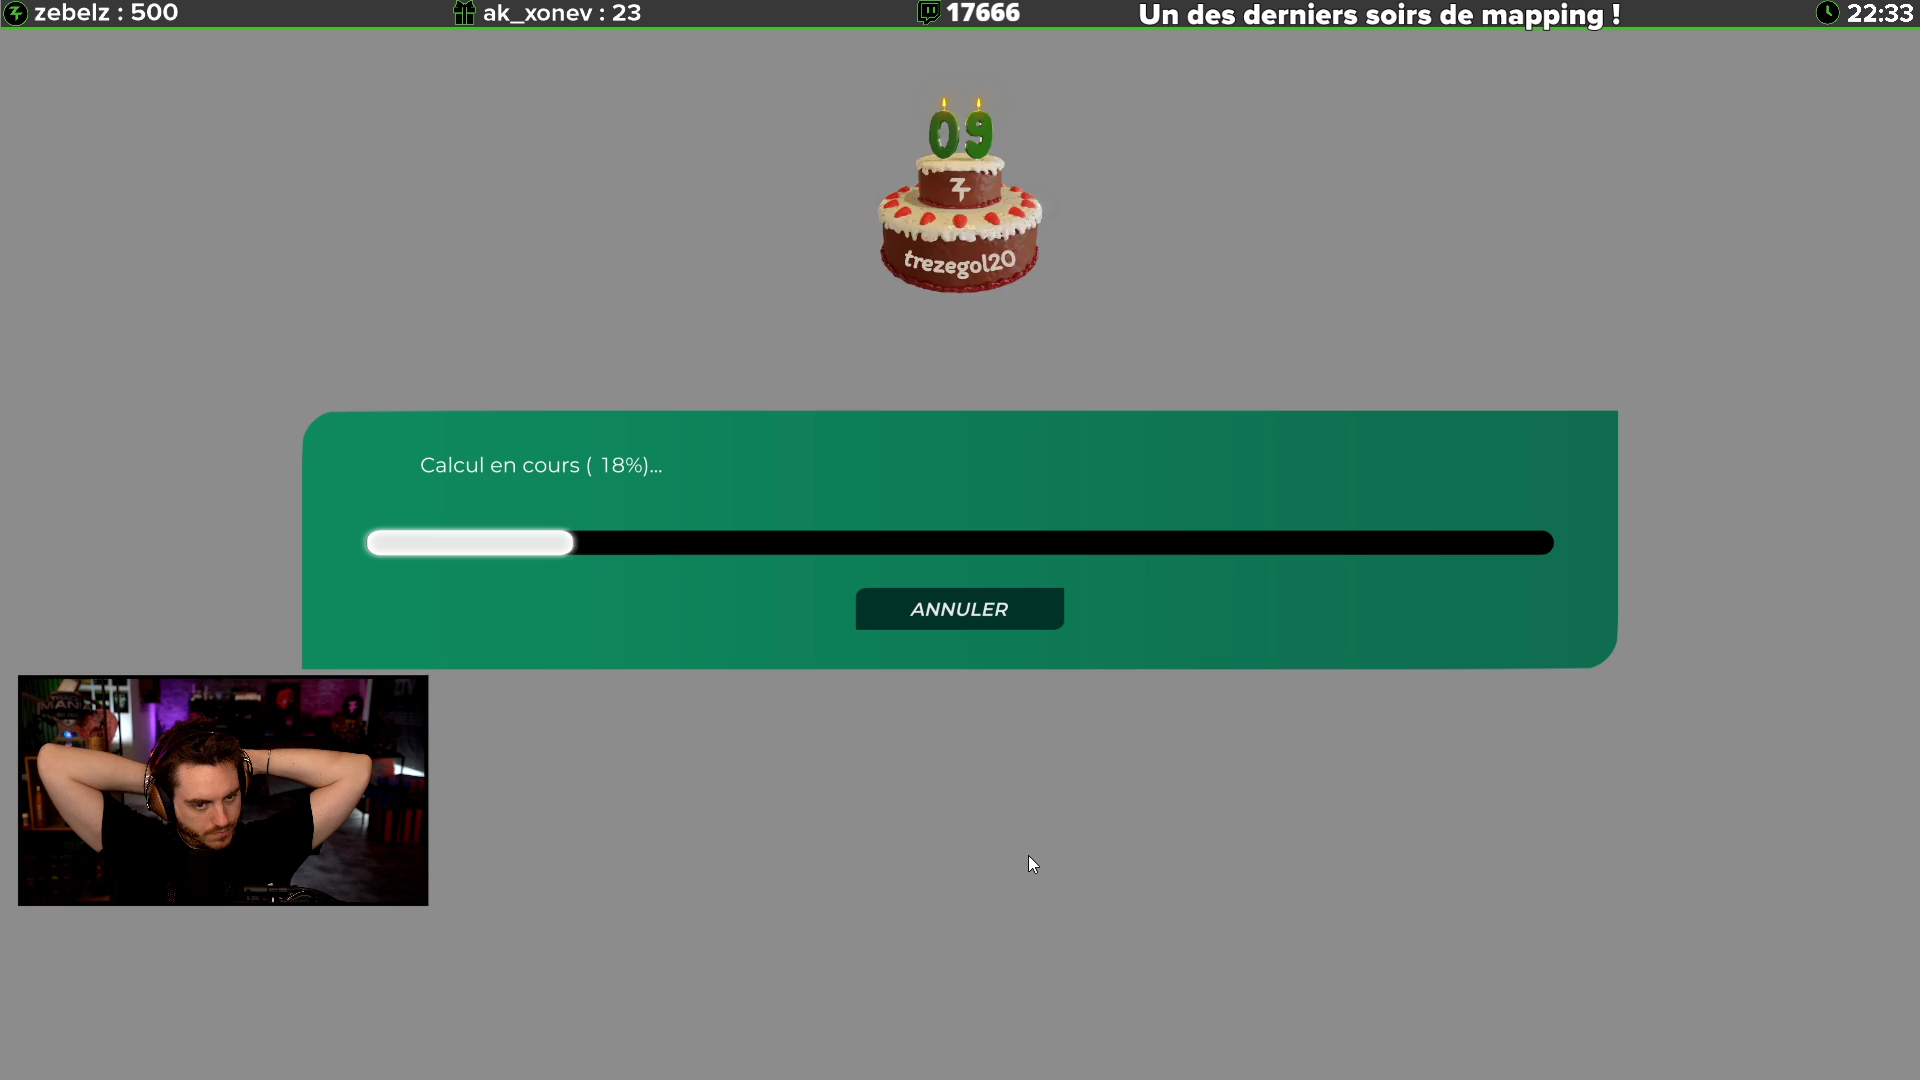 zebelz : 500
ak_xonev : 23
17666
Un des derniers soirs de mapping !
22:33
09
trezegol20
Calcul en cours ( 18%)...
ANNULER
MANIA